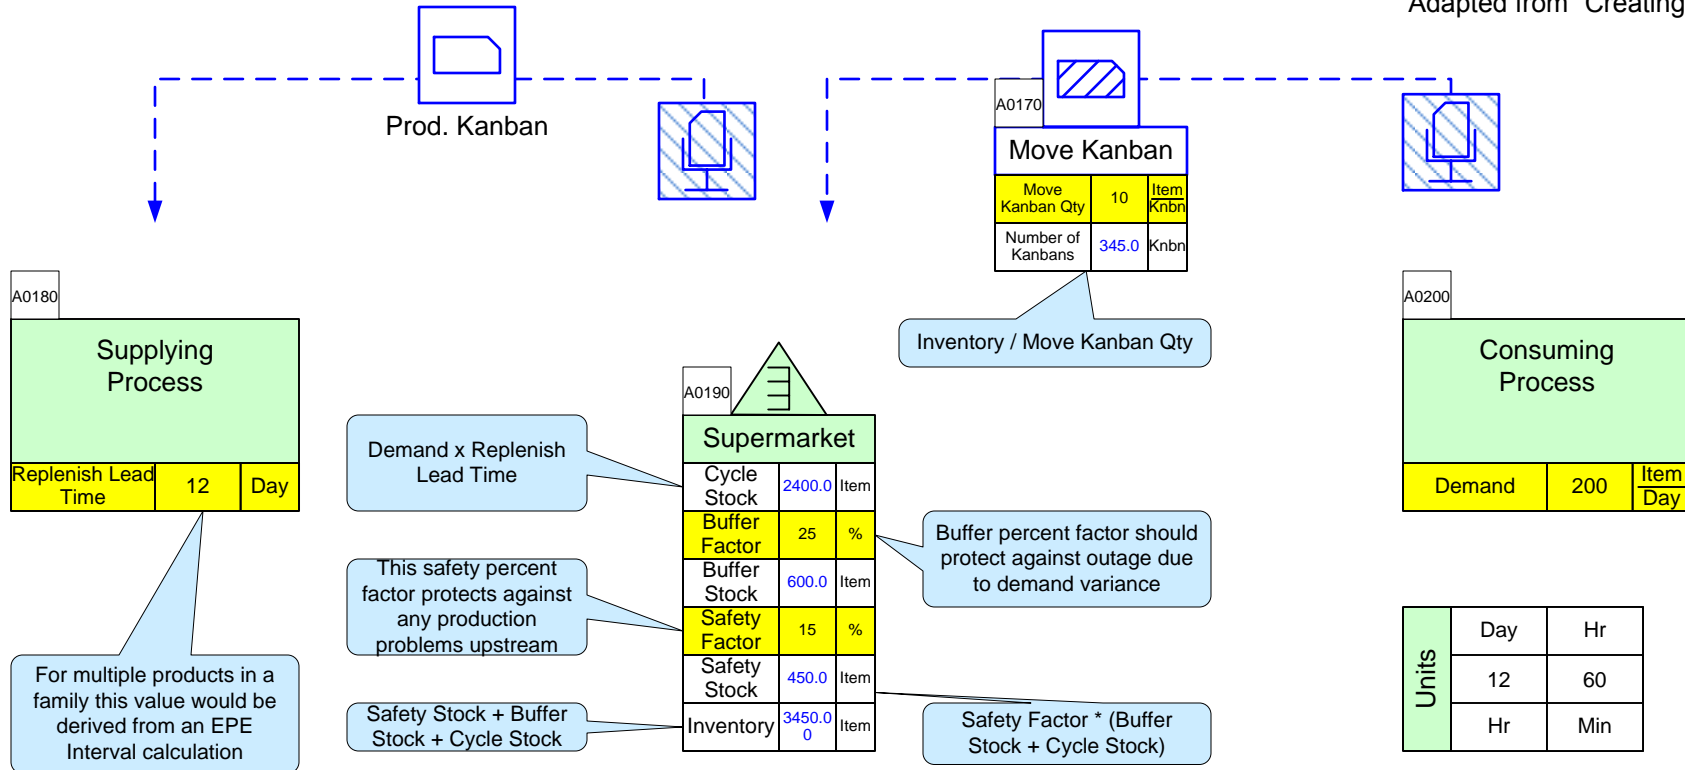 Adapted from "Creating
Prod. Kanban
A0170
Move Kanban
Move
Kanban Qty
10
Item
Knbn
Number of
Kanbans
345.0
Knbn
Inventory / Move Kanban Qty
A0180
Supplying
Process
Replenish Lead
Time
12
Day
For multiple products in a
family this value would be
derived from an EPE
Interval calculation
A0190
Supermarket
Cycle
Stock
2400.0
Item
Buffer
Factor
25
%
Buffer
Stock
600.0
Item
Safety
Factor
15
%
Safety
Stock
450.0
Item
Inventory
3450.0
0
Item
Demand x Replenish
Lead Time
This safety percent
factor protects against
any production
problems upstream
Safety Stock + Buffer
Stock + Cycle Stock
Buffer percent factor should
protect against outage due
to demand variance
Safety Factor * (Buffer
Stock + Cycle Stock)
A0200
Consuming
Process
Demand
200
Item
Day
Units
Day
Hr
12
60
Hr
Min